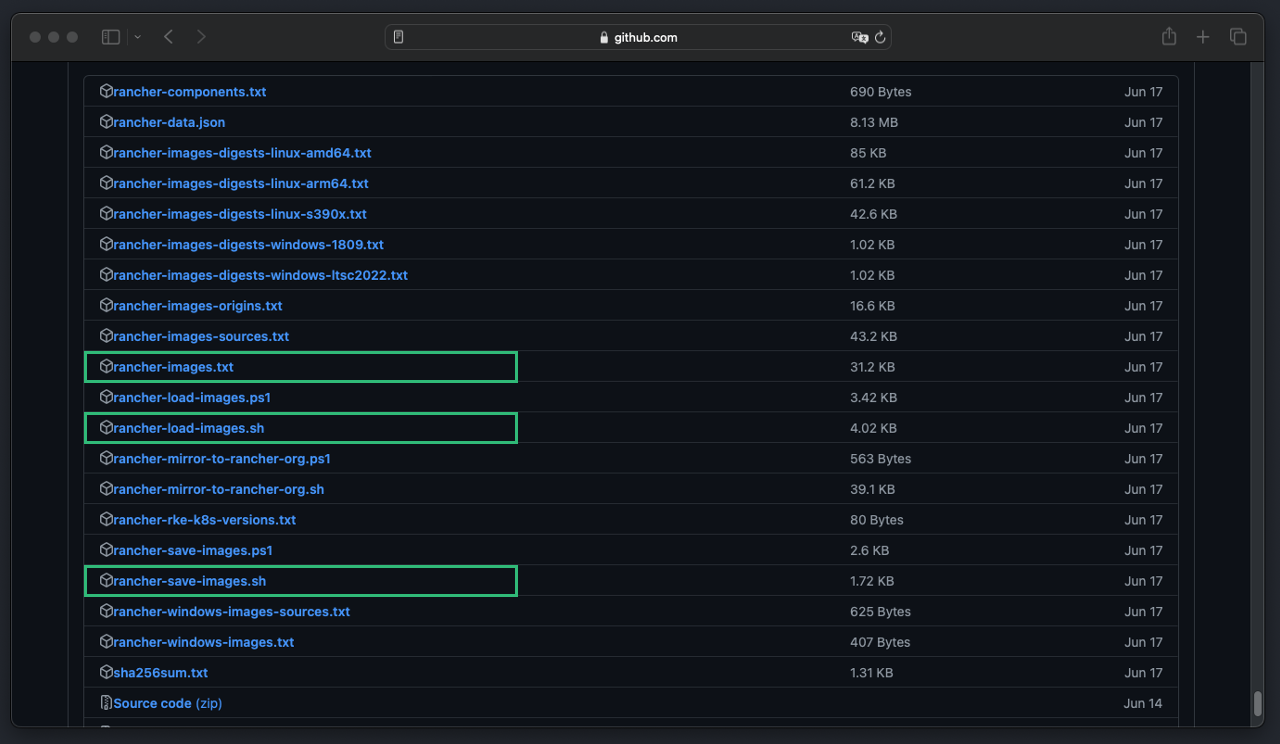 github.com
rancher-components.txt 690 Bytes Jun 17
rancher-data.json 8.13 MB Jun 17
rancher-images-digests-linux-amd64.txt 85 KB Jun 17
rancher-images-digests-linux-arm64.txt 61.2 KB Jun 17
rancher-images-digests-linux-s390x.txt 42.6 KB Jun 17
rancher-images-digests-windows-1809.txt 1.02 KB Jun 17
rancher-images-digests-windows-ltsc2022.txt 1.02 KB Jun 17
rancher-images-origins.txt 16.6 KB Jun 17
rancher-images-sources.txt 43.2 KB Jun 17
rancher-images.txt 31.2 KB Jun 17
rancher-load-images.ps1 3.42 KB Jun 17
rancher-load-images.sh 4.02 KB Jun 17
rancher-mirror-to-rancher-org.ps1 563 Bytes Jun 17
rancher-mirror-to-rancher-org.sh 39.1 KB Jun 17
rancher-rke-k8s-versions.txt 80 Bytes Jun 17
rancher-save-images.ps1 2.6 KB Jun 17
rancher-save-images.sh 1.72 KB Jun 17
rancher-windows-images-sources.txt 625 Bytes Jun 17
rancher-windows-images.txt 407 Bytes Jun 17
sha256sum.txt 1.31 KB Jun 17
Source code (zip) Jun 14